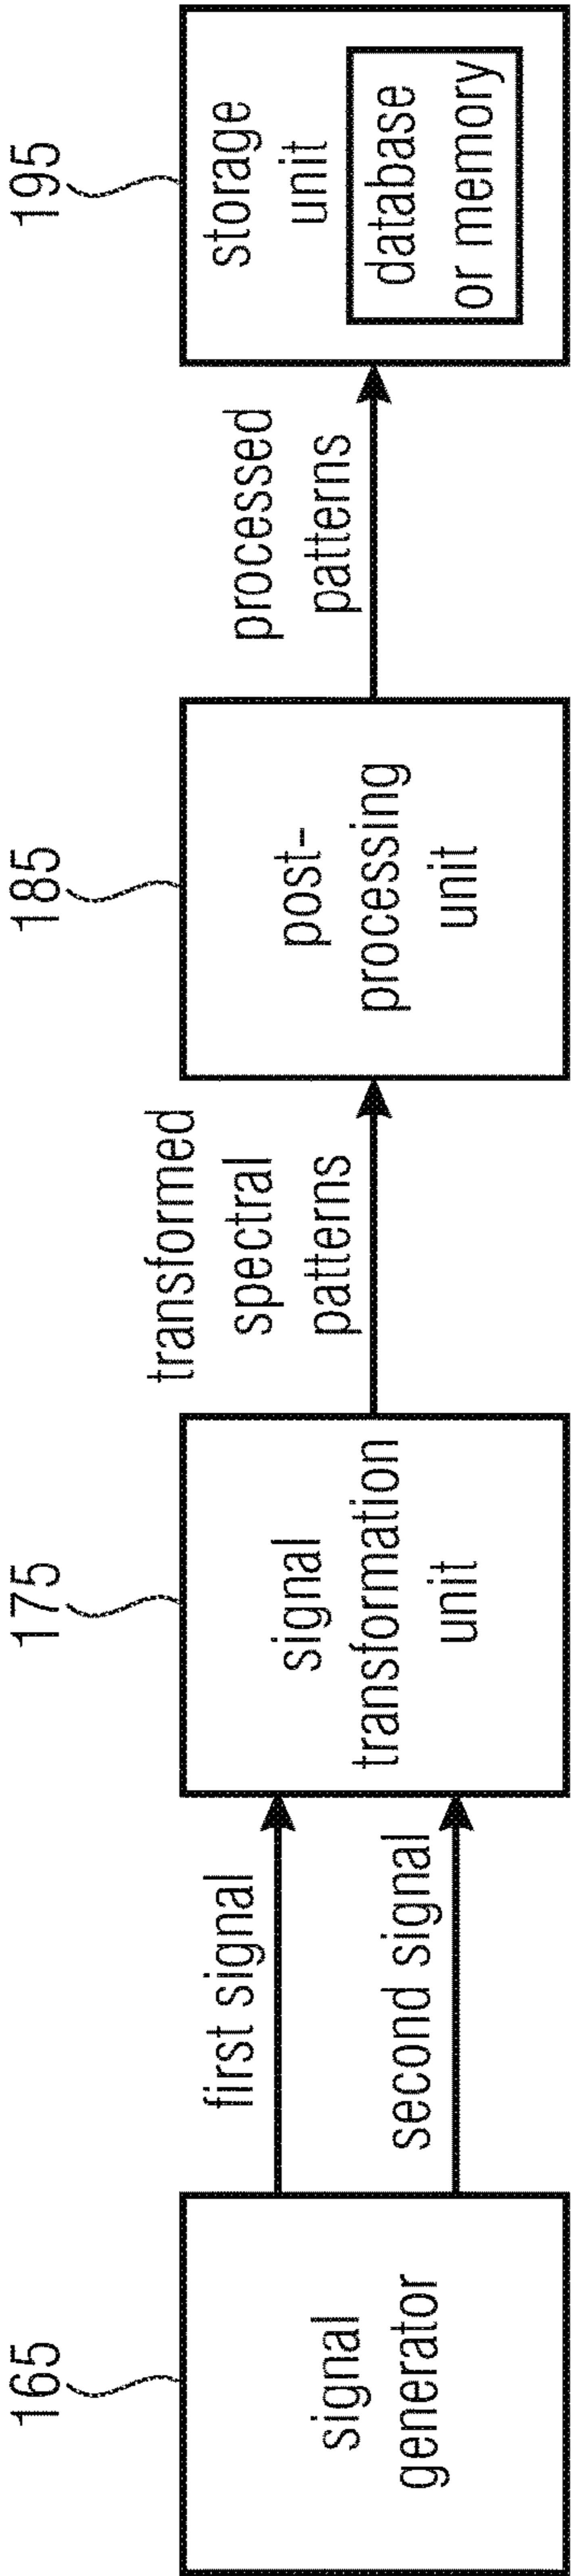 165
signal
generator
first signal
second signal
175
signal
transformation
unit
transformed
spectral
patterns
185
post-
processing
unit
processed
patterns
195
storage
unit
database
or memory